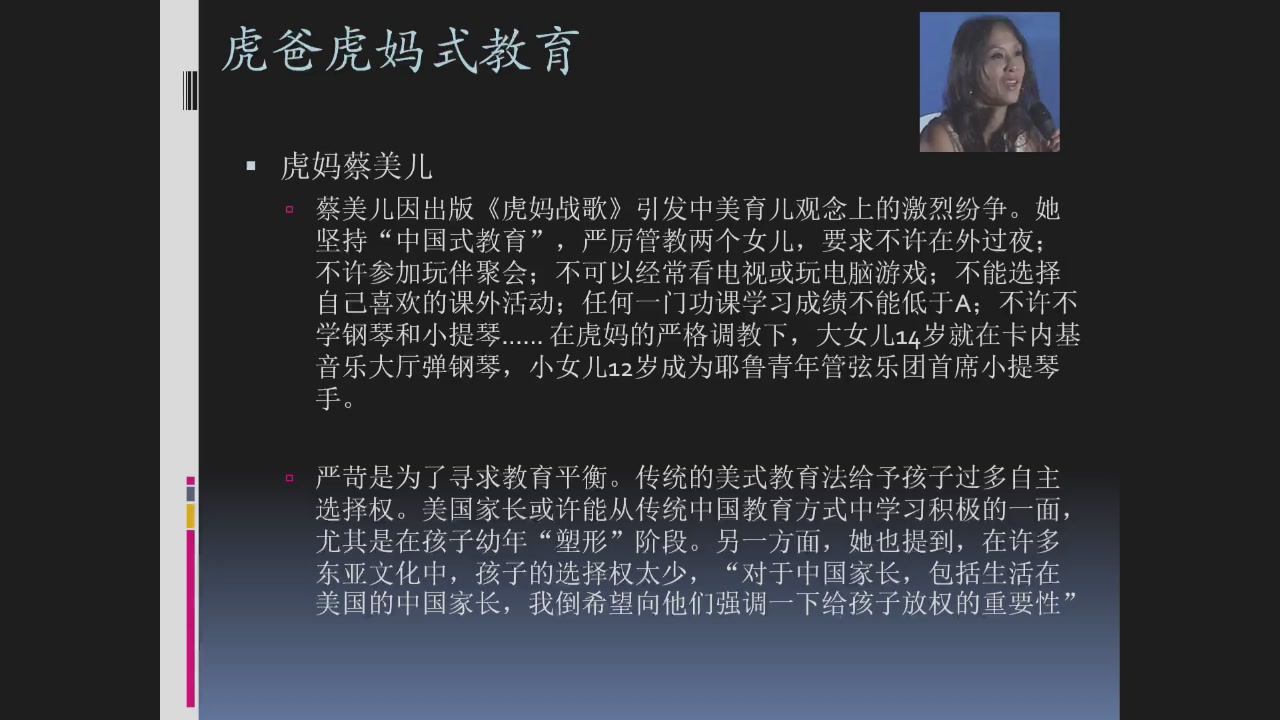 虎爸虎妈式教育
虎妈蔡美儿
蔡美儿因出版《虎妈战歌》引发中美育儿观念上的激烈纷争。她
坚持“中国式教育”，严厉管教两个女儿，要求不许在外过夜；
不许参加玩伴聚会；不可以经常看电视或玩电脑游戏；不能选择
自己喜欢的课外活动；任何一门功课学习成绩不能低于A；不许不
学钢琴和小提琴…… 在虎妈的严格调教下，大女儿14岁就在卡内基
音乐大厅弹钢琴，小女儿12岁成为耶鲁青年管弦乐团首席小提琴
手。
严苛是为了寻求教育平衡。传统的美式教育法给予孩子过多自主
选择权。美国家长或许能从传统中国教育方式中学习积极的一面，
尤其是在孩子幼年“塑形”阶段。另一方面，她也提到，在许多
东亚文化中，孩子的选择权太少，“对于中国家长，包括生活在
美国的中国家长，我倒希望向他们强调一下给孩子放权的重要性”